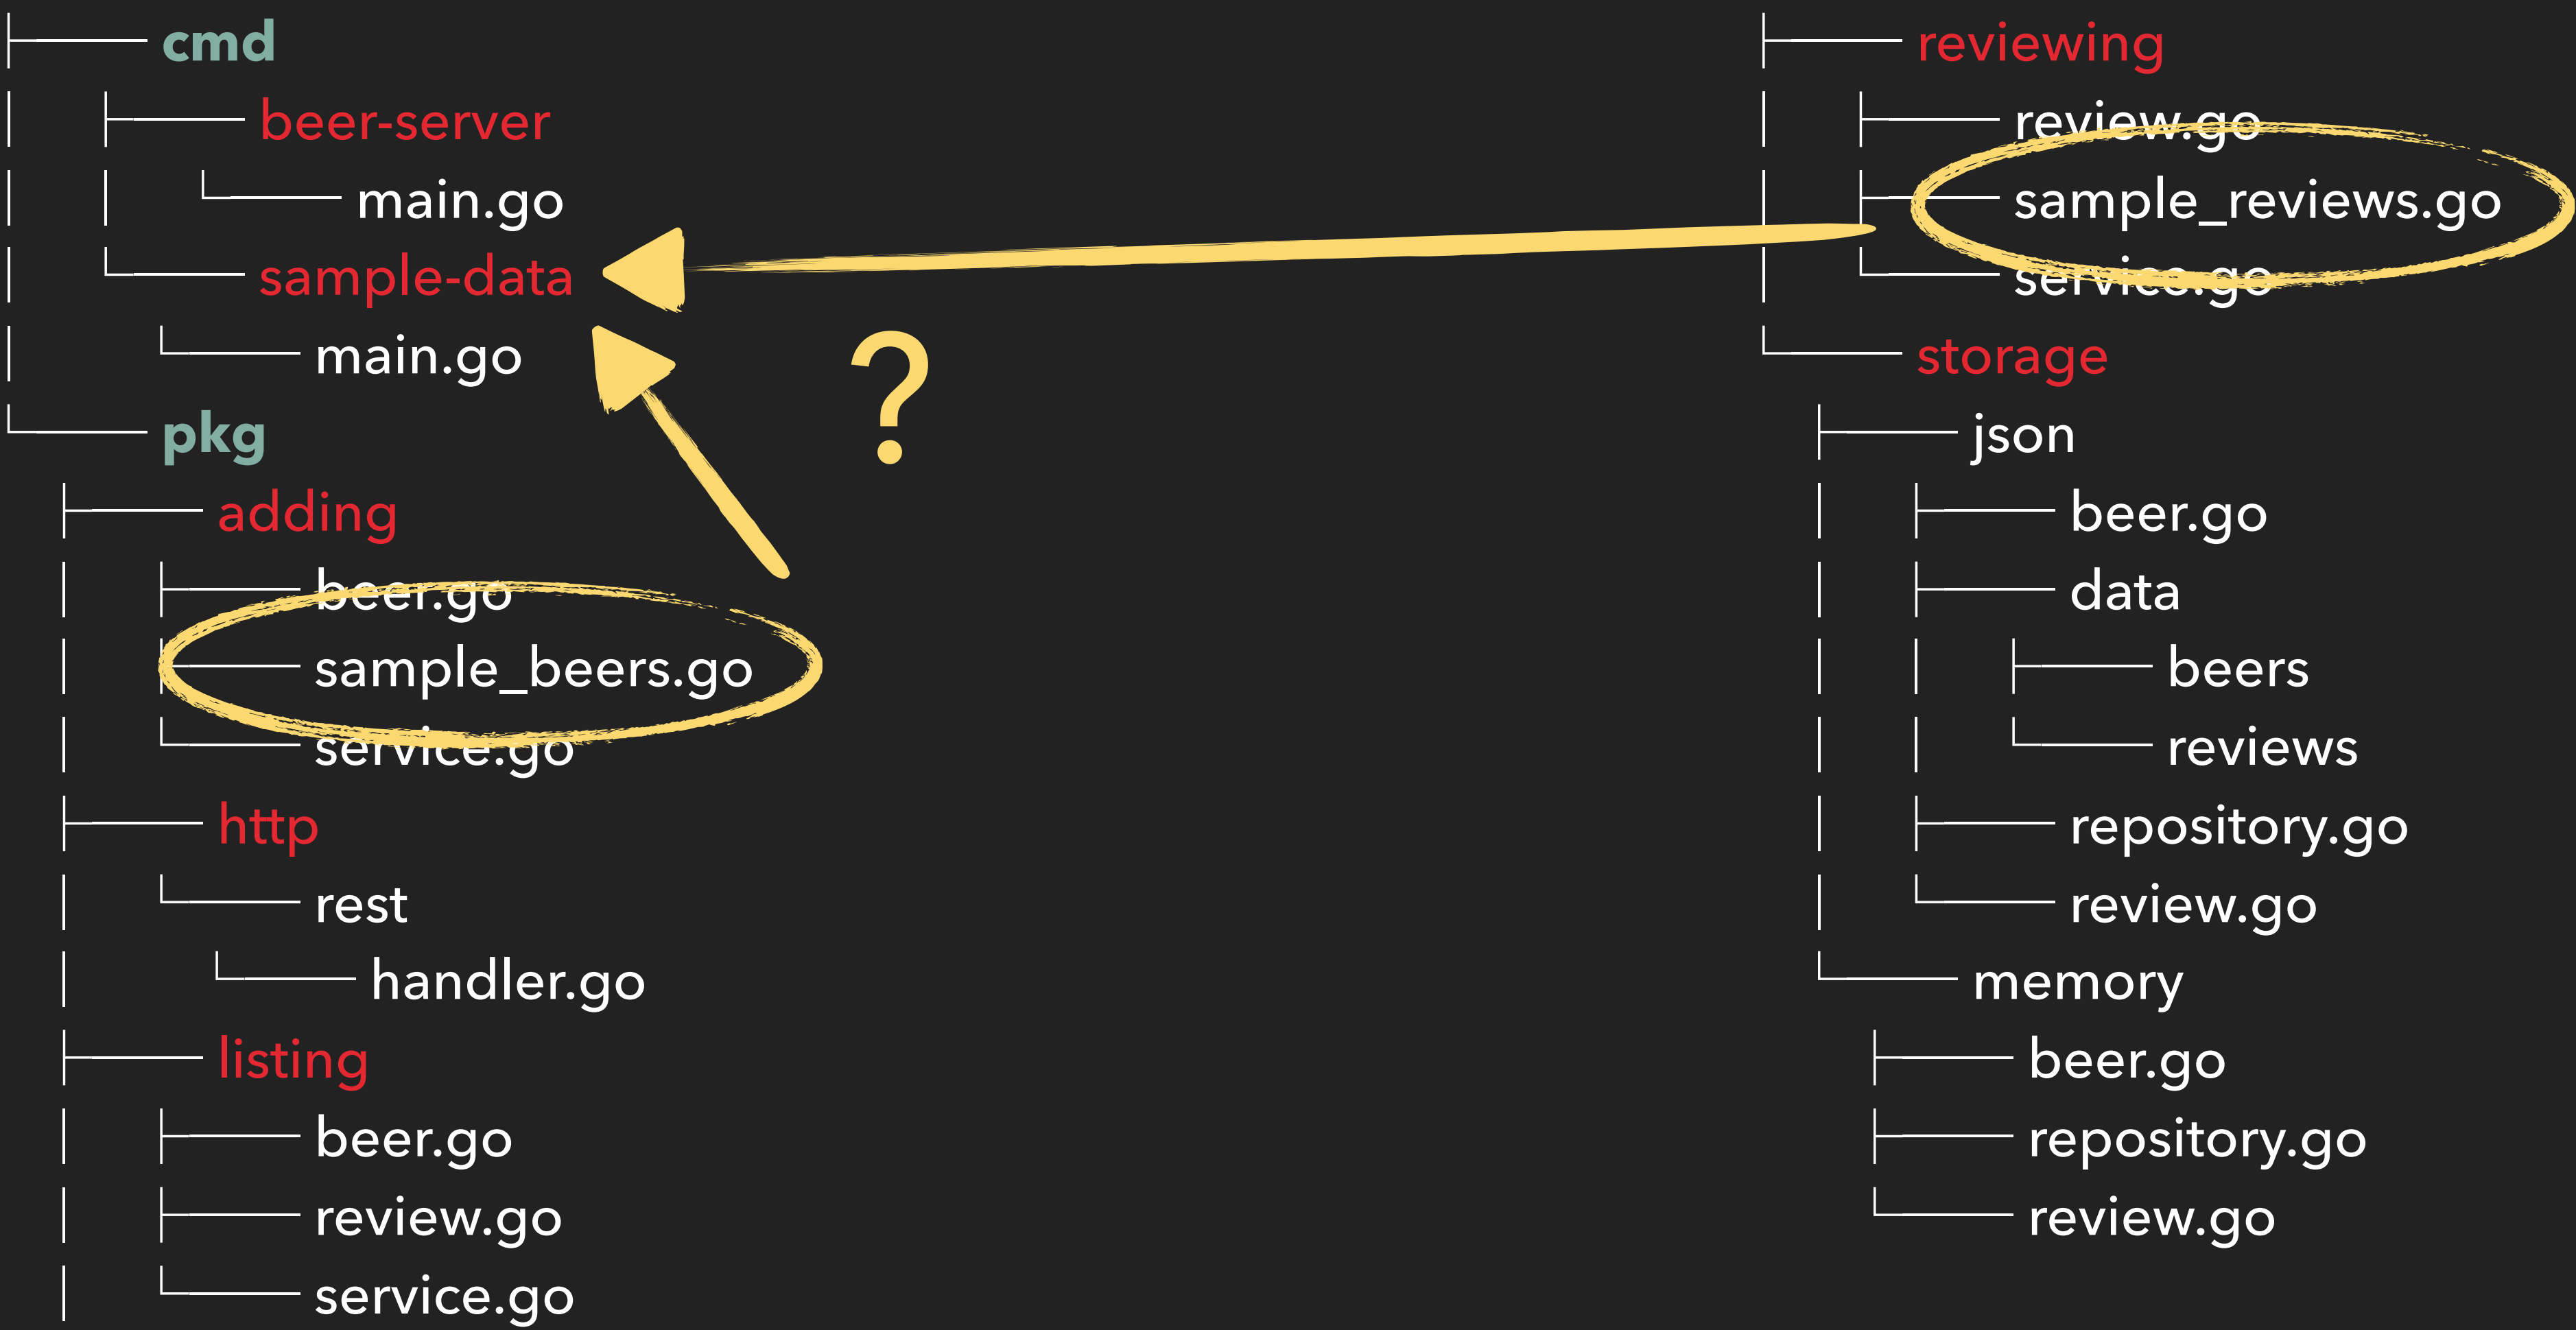 cmd
beer-server
main.go
sample-data
main.go
pkg
adding
beer.go
sample_beers.go
service.go
http
rest
handler.go
listing
beer.go
review.go
service.go
?
reviewing
review.go
sample_reviews.go
service.go
storage
json
beer.go
data
beers
reviews
repository.go
review.go
memory
beer.go
repository.go
review.go